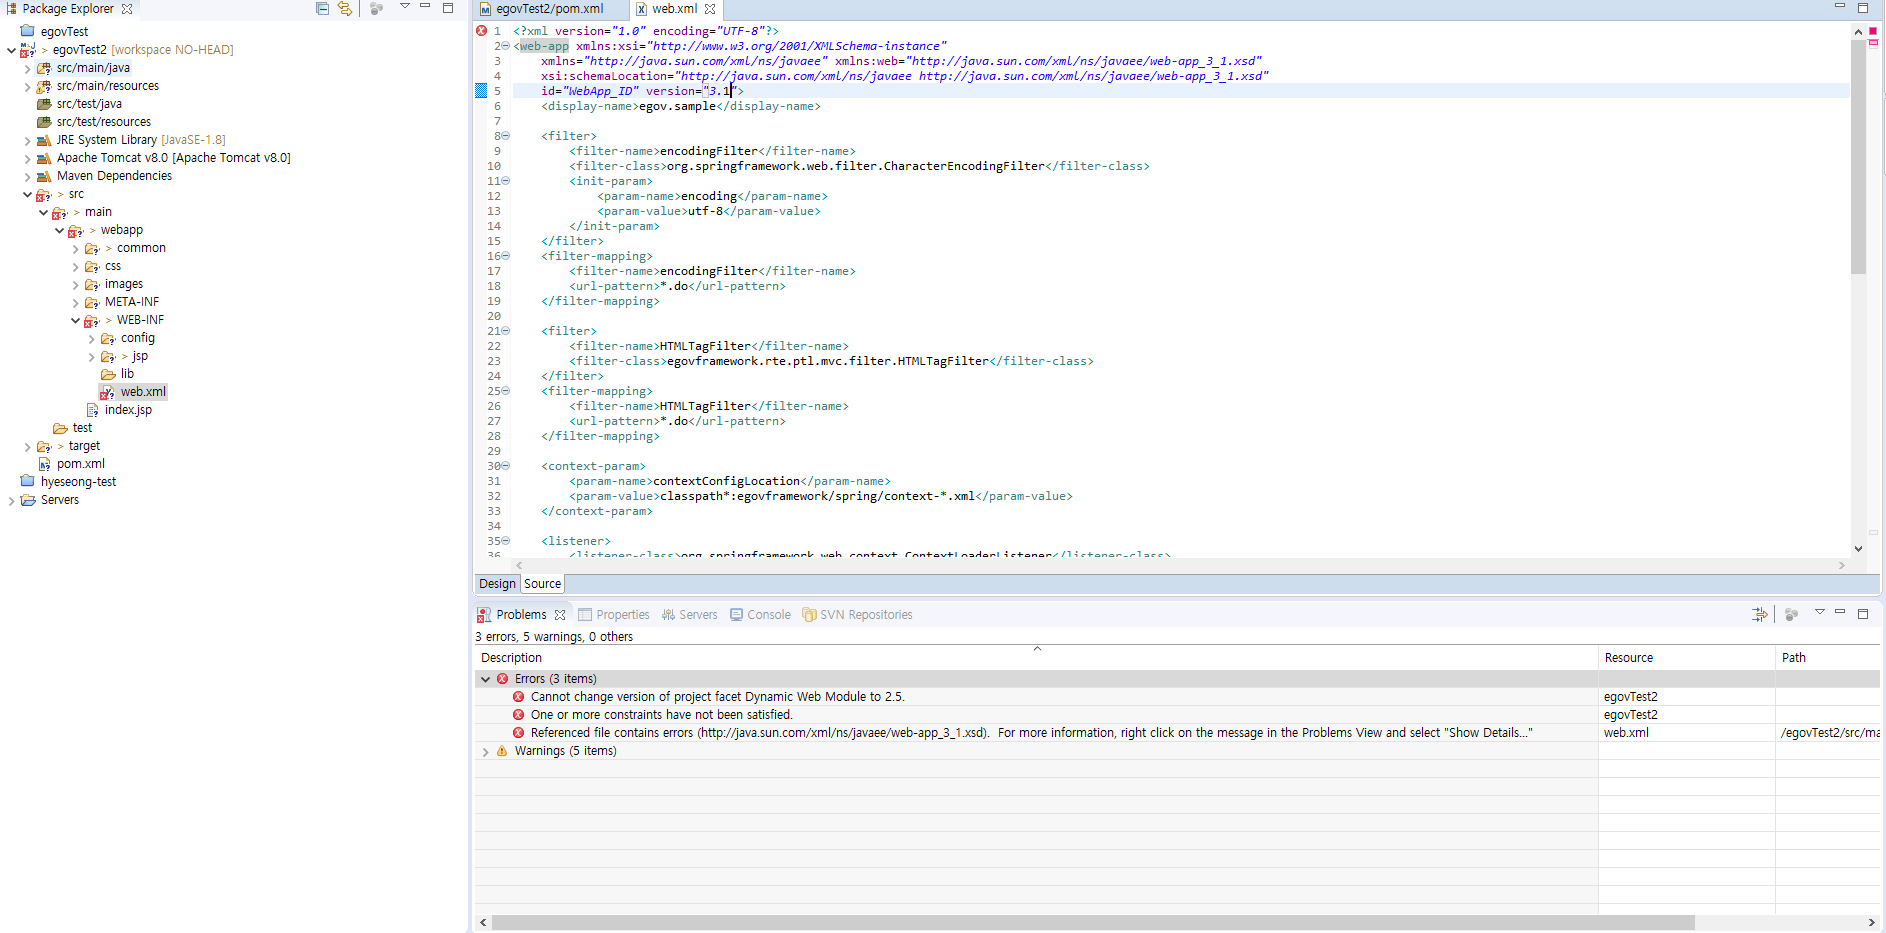 Package Explorer
egovTest
> egovTest2 [workspace NO-HEAD]
> src/main/java
> src/main/resources
src/test/java
src/test/resources
JRE System Library [JavaSE-1.8]
Apache Tomcat v8.0 [Apache Tomcat v8.0]
Maven Dependencies
> src
> main
> webapp
> common
css
images
META-INF
> WEB-INF
config
> jsp
lib
web.xml
index.jsp
test
> target
pom.xml
hyeseong-test
Servers
egovTest2/pom.xml web.xml
1 <?xml version="1.0" encoding="UTF-8"?>
2 <web-app xmlns:xsi="http://www.w3.org/2001/XMLSchema-instance"
3 xmlns="http://java.sun.com/xml/ns/javaee" xmlns:web="http://java.sun.com/xml/ns/javaee/web-app_3_1.xsd"
4 xsi:schemaLocation="http://java.sun.com/xml/ns/javaee http://java.sun.com/xml/ns/javaee/web-app_3_1.xsd"
5 id="WebApp_ID" version="3.1">
6 <display-name>egov.sample</display-name>
7
8 <filter>
9 <filter-name>encodingFilter</filter-name>
10 <filter-class>org.springframework.web.filter.CharacterEncodingFilter</filter-class>
11 <init-param>
12 <param-name>encoding</param-name>
13 <param-value>utf-8</param-value>
14 </init-param>
15 </filter>
16 <filter-mapping>
17 <filter-name>encodingFilter</filter-name>
18 <url-pattern>*.do</url-pattern>
19 </filter-mapping>
20
21 <filter>
22 <filter-name>HTMLTagFilter</filter-name>
23 <filter-class>egovframework.rte.ptl.mvc.filter.HTMLTagFilter</filter-class>
24 </filter>
25 <filter-mapping>
26 <filter-name>HTMLTagFilter</filter-name>
27 <url-pattern>*.do</url-pattern>
28 </filter-mapping>
29
30 <context-param>
31 <param-name>contextConfigLocation</param-name>
32 <param-value>classpath*:egovframework/spring/context-*.xml</param-value>
33 </context-param>
34
35 <listener>
36 <listener-class>org.springframework.web.context.ContextLoaderListener</listener-class>
Design Source
Problems Properties Servers Console SVN Repositories
3 errors, 5 warnings, 0 others
Description Resource Path
Errors (3 items)
Cannot change version of project facet Dynamic Web Module to 2.5. egovTest2
One or more constraints have not been satisfied. egovTest2
Referenced file contains errors (http://java.sun.com/xml/ns/javaee/web-app_3_1.xsd). For more information, right click on the message in the Problems View and select "Show Details..." web.xml /egovTest2/src/ma
Warnings (5 items)